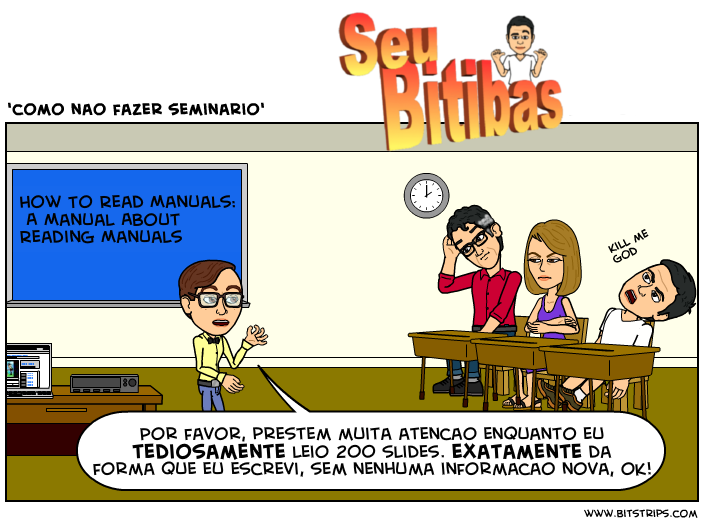 Seu
Bitibas
'COMO NAO FAZER SEMINARIO'
HOW TO READ MANUALS:
A MANUAL ABOUT
READING MANUALS
KILL ME
GOD
POR FAVOR, PRESTEM MUITA ATENCAO ENQUANTO EU
TEDIOSAMENTE LEIO 200 SLIDES. EXATAMENTE DA
FORMA QUE EU ESCREVI, SEM NENHUMA INFORMACAO NOVA, OK!
WWW.BITSTRIPS.COM